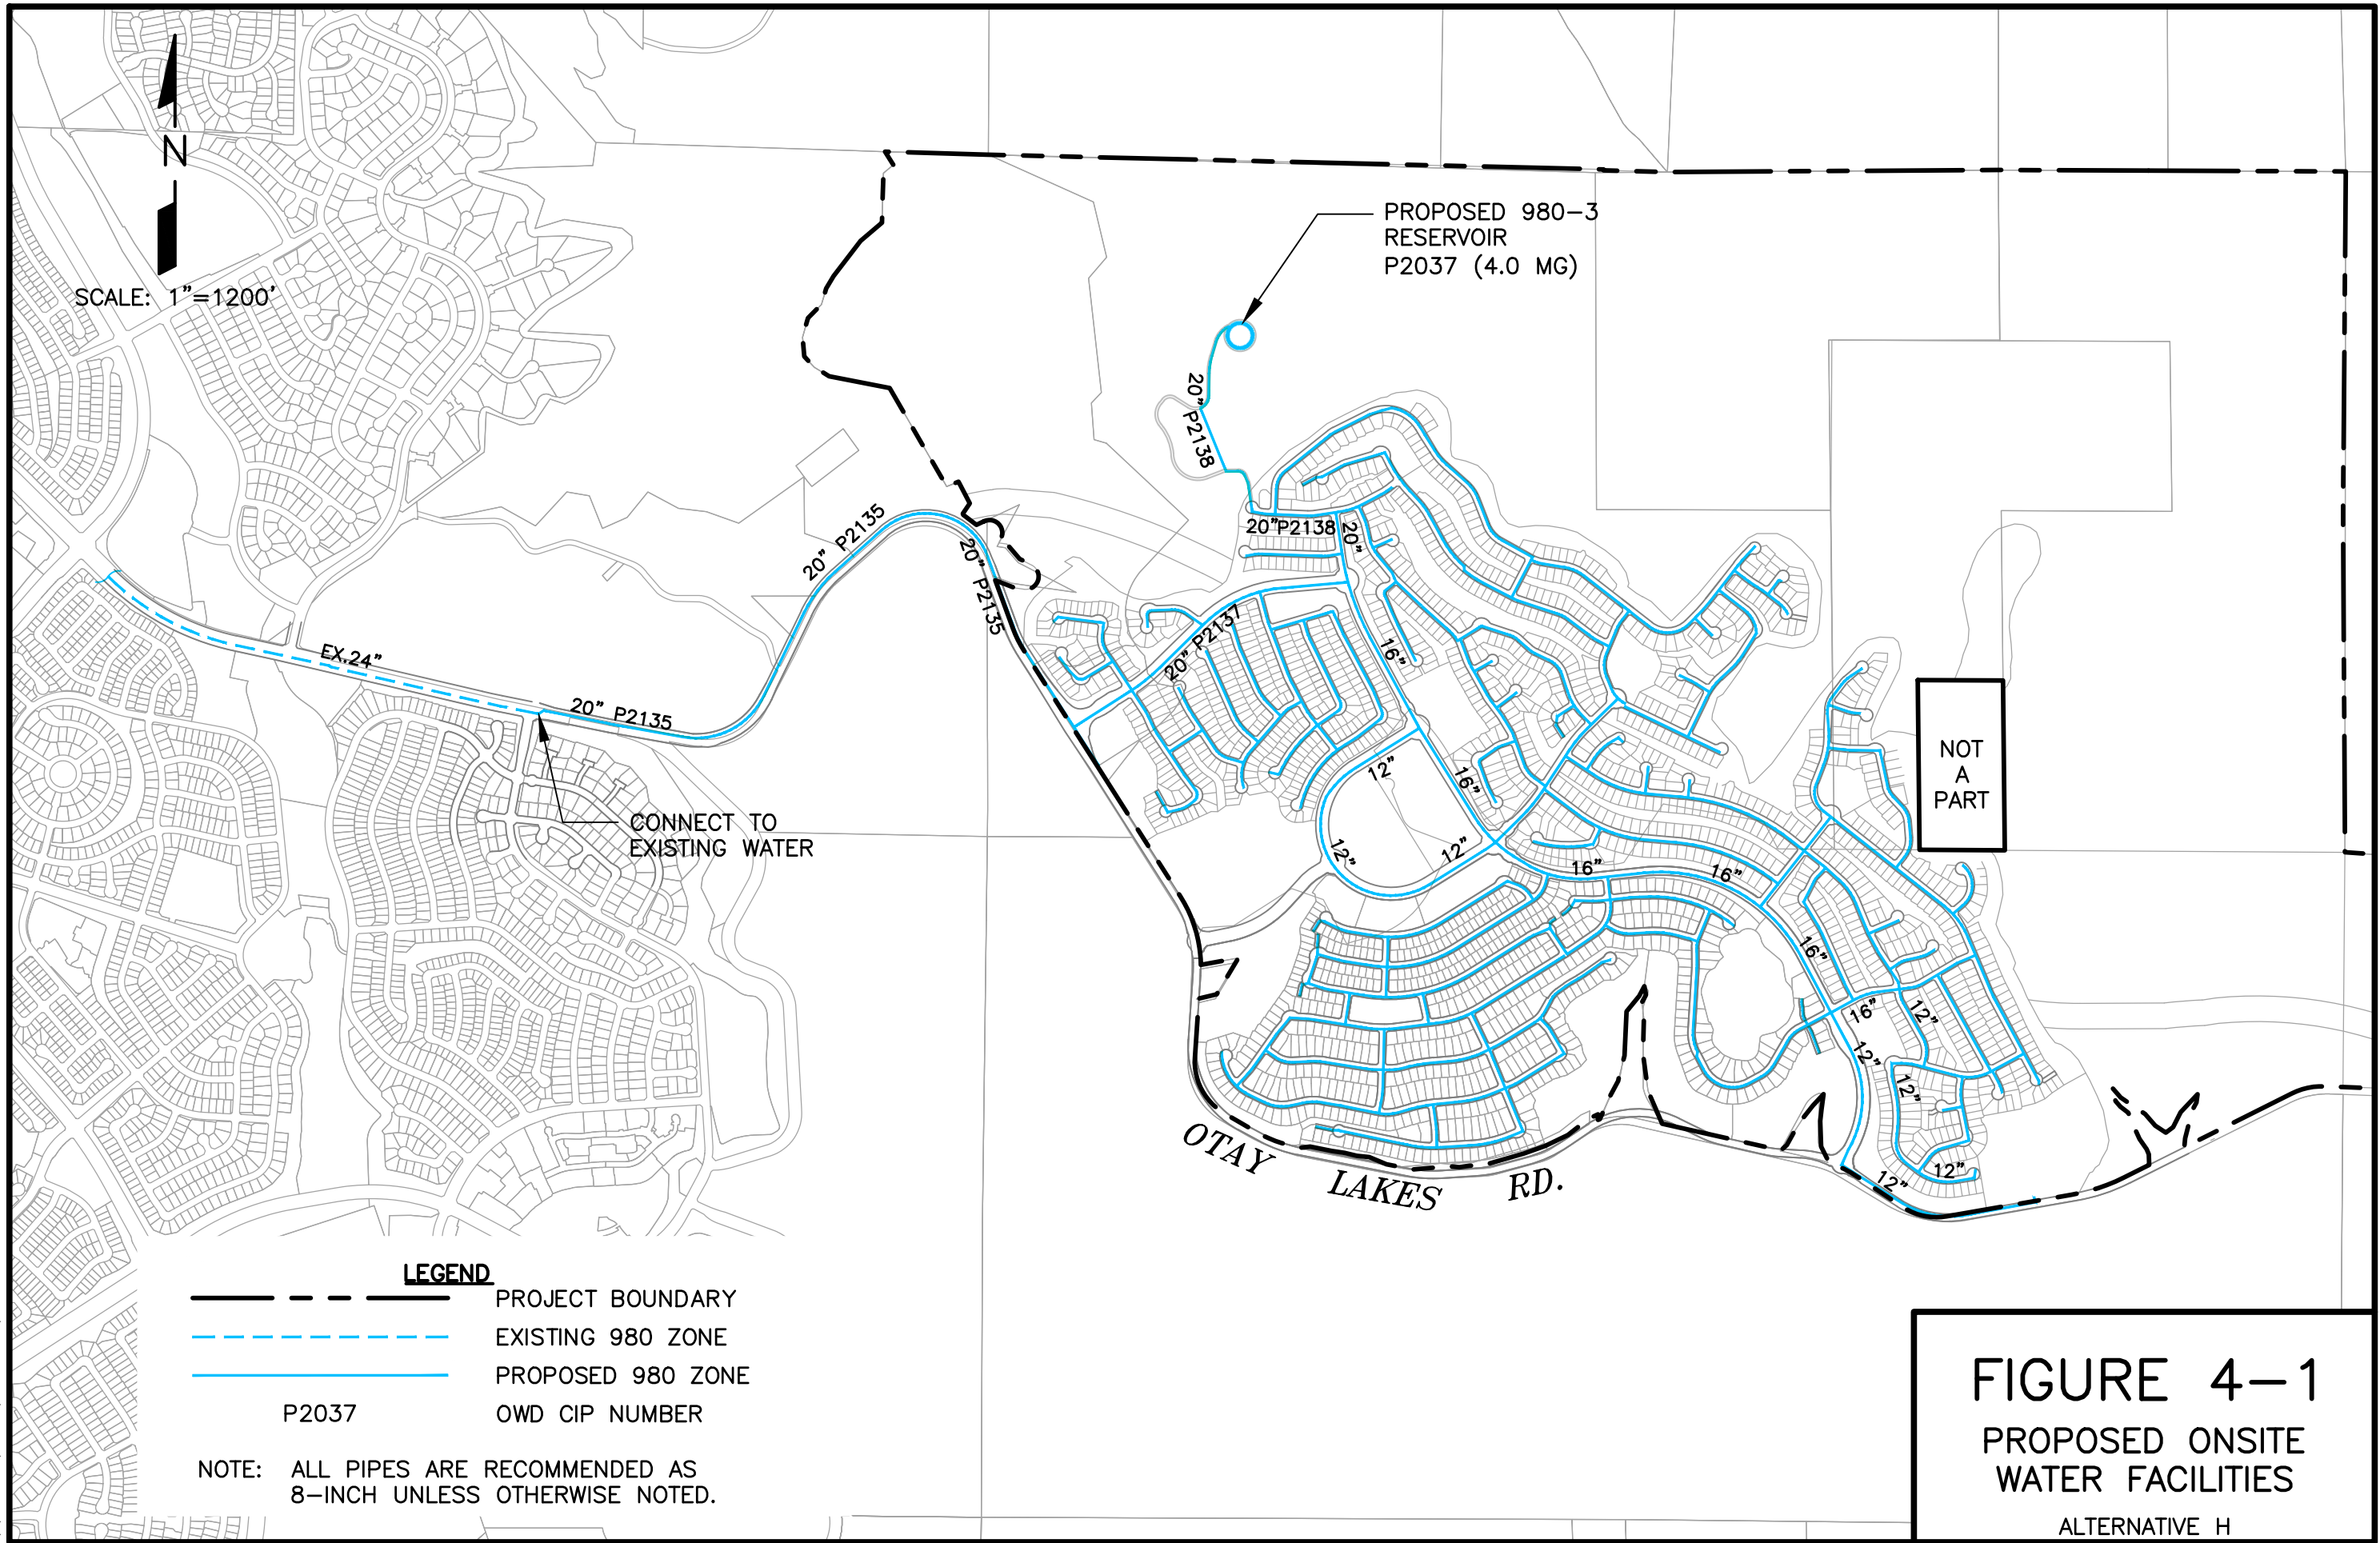 N
SCALE: 1"=1200'
PROPOSED 980-3
RESERVOIR
P2037 (4.0 MG)
20"
P2138
20" P2135
20" P2135
20"P2138
20"
20" P2137
EX.24"
20" P2135
16"
16"
12"
12"
12"
16"
16"
16"
16"
12"
12"
12"
12"
12"
NOT
A
PART
CONNECT TO
EXISTING WATER
OTAY LAKES RD.
LEGEND
PROJECT BOUNDARY
EXISTING 980 ZONE
PROPOSED 980 ZONE
P2037 OWD CIP NUMBER
NOTE: ALL PIPES ARE RECOMMENDED AS
8-INCH UNLESS OTHERWISE NOTED.
FIGURE 4-1
PROPOSED ONSITE
WATER FACILITIES
ALTERNATIVE H